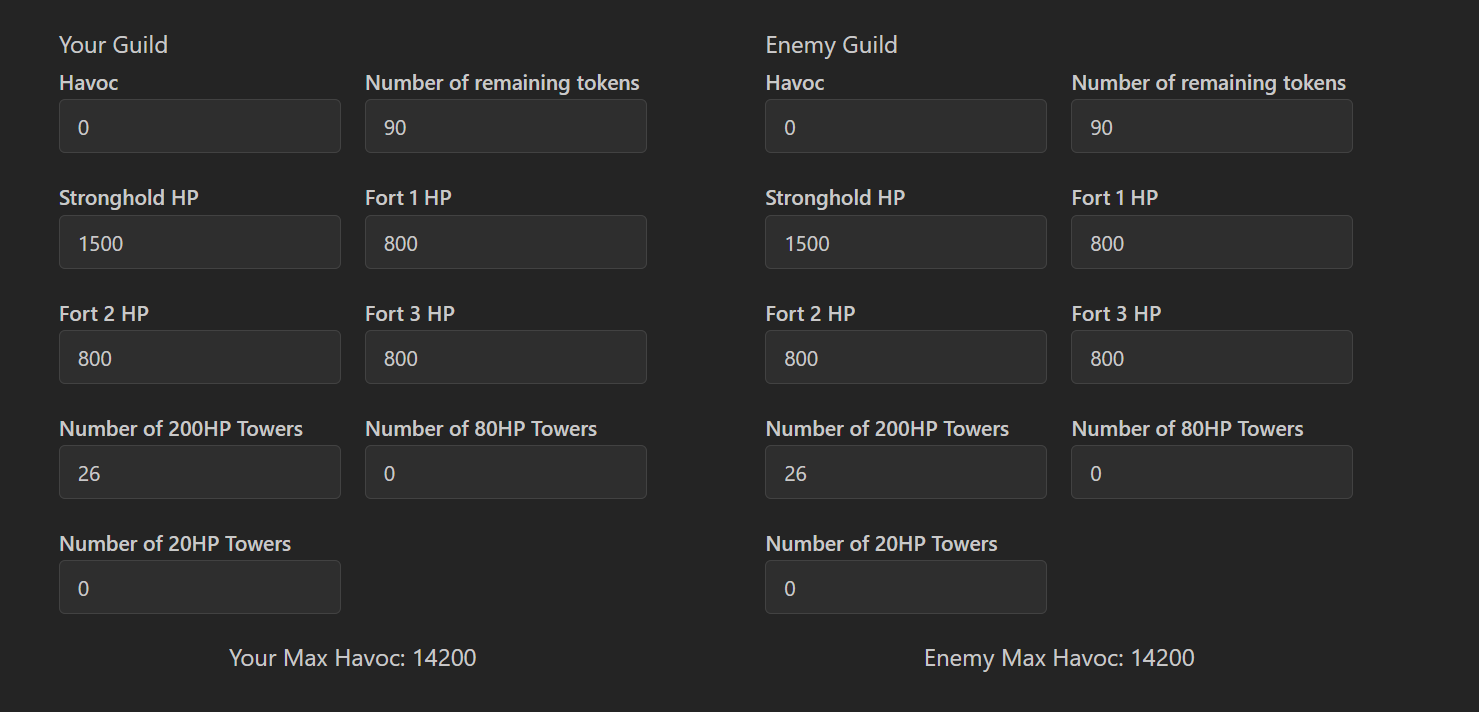 Your Guild
Havoc
Number of remaining tokens
0
90
Stronghold HP
Fort 1 HP
1500
800
Fort 2 HP
Fort 3 HP
800
800
Number of 200HP Towers
Number of 80HP Towers
26
0
Number of 20HP Towers
0
Your Max Havoc: 14200
Enemy Guild
Havoc
Number of remaining tokens
0
90
Stronghold HP
Fort 1 HP
1500
800
Fort 2 HP
Fort 3 HP
800
800
Number of 200HP Towers
Number of 80HP Towers
26
0
Number of 20HP Towers
0
Enemy Max Havoc: 14200